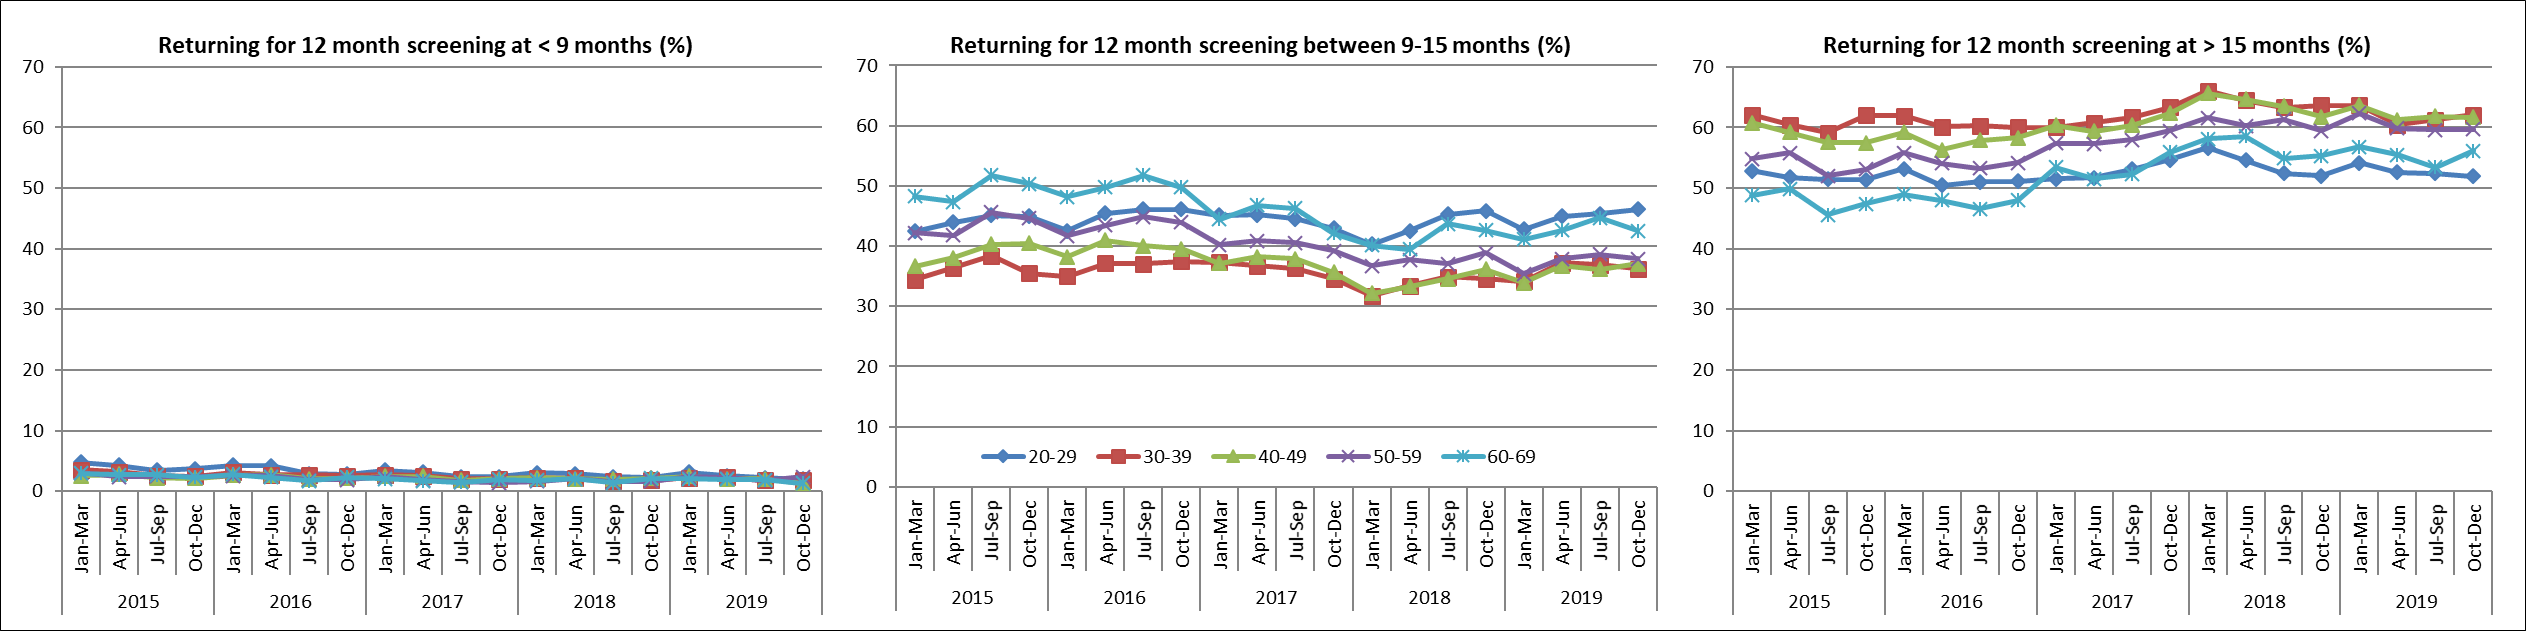 Returning for 12 month screening at < 9 months (%)
70
60
50
40
30
20
10
0
Jan-Mar
Apr-Jun
Jul-Sep
Oct-Dec
Jan-Mar
Apr-Jun
Jul-Sep
Oct-Dec
Jan-Mar
Apr-Jun
Jul-Sep
Oct-Dec
Jan-Mar
Apr-Jun
Jul-Sep
Oct-Dec
Jan-Mar
Apr-Jun
Jul-Sep
Oct-Dec
2015 2016 2017 2018 2019
Returning for 12 month screening between 9-15 months (%)
70
60
50
40
30
20
10
0
20-29 30-39 40-49 50-59 60-69
Jan-Mar
Apr-Jun
Jul-Sep
Oct-Dec
Jan-Mar
Apr-Jun
Jul-Sep
Oct-Dec
Jan-Mar
Apr-Jun
Jul-Sep
Oct-Dec
Jan-Mar
Apr-Jun
Jul-Sep
Oct-Dec
Jan-Mar
Apr-Jun
Jul-Sep
Oct-Dec
2015 2016 2017 2018 2019
Returning for 12 month screening at > 15 months (%)
70
60
50
40
30
20
10
0
Jan-Mar
Apr-Jun
Jul-Sep
Oct-Dec
Jan-Mar
Apr-Jun
Jul-Sep
Oct-Dec
Jan-Mar
Apr-Jun
Jul-Sep
Oct-Dec
Jan-Mar
Apr-Jun
Jul-Sep
Oct-Dec
Jan-Mar
Apr-Jun
Jul-Sep
Oct-Dec
2015 2016 2017 2018 2019